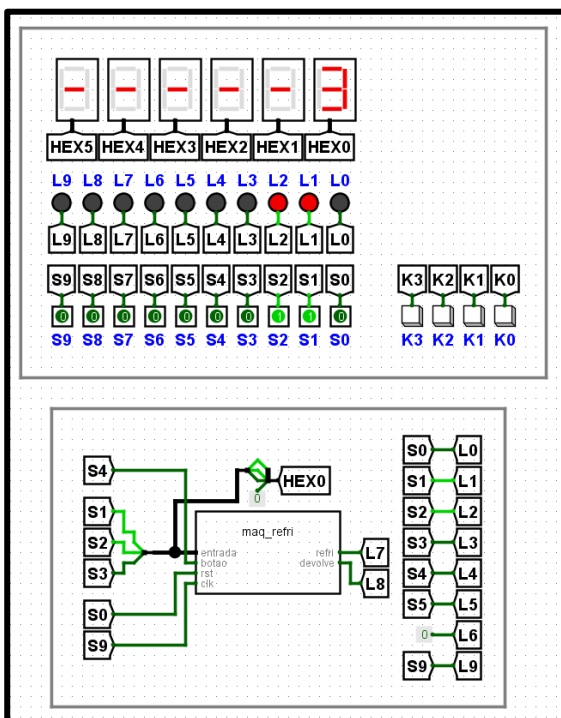 HEX5 HEX4 HEX3 HEX2 HEX1 HEX0
L9 L8 L7 L6 L5 L4 L3 L2 L1 L0
L9 L8 L7 L6 L5 L4 L3 L2 L1 L0
S9 S8 S7 S6 S5 S4 S3 S2 S1 S0 K3 K2 K1 K0
0 0 0 0 0 0 0 1 1 0
S9 S8 S7 S6 S5 S4 S3 S2 S1 S0 K3 K2 K1 K0
S4
S1
S2
S3
S0
S9
0
HEX0
maq_refri
entrada refri
botao devolve
rst
clk
L7
L8
S0 L0
S1 L1
S2 L2
S3 L3
S4 L4
S5 L5
0 L6
S9 L9